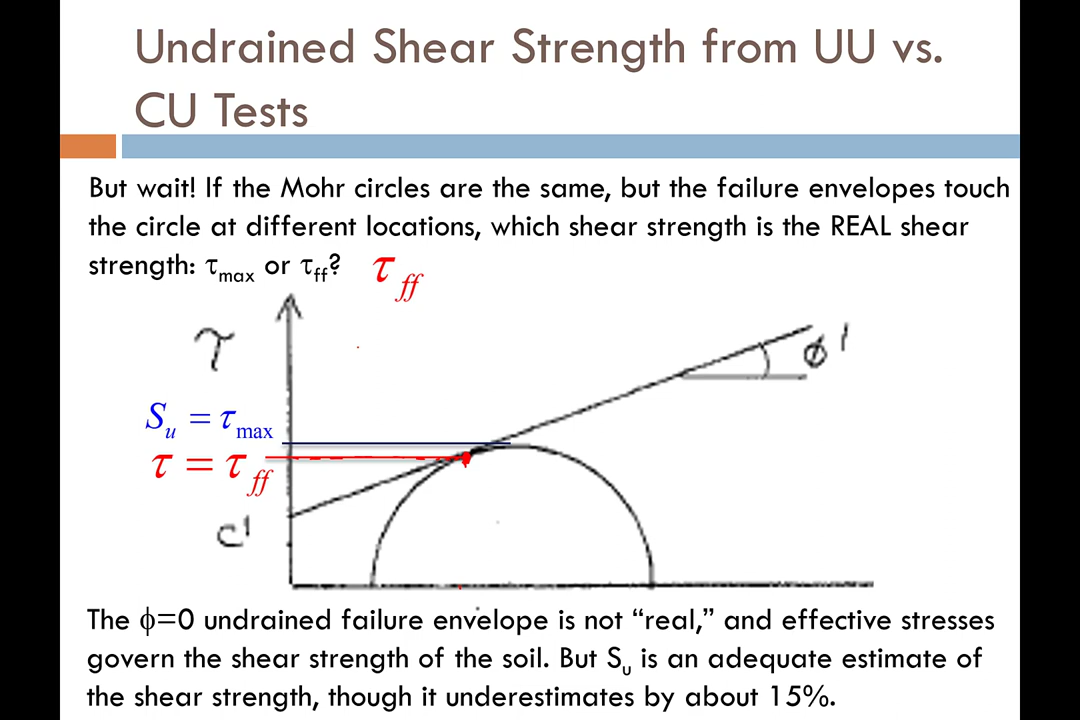 Undrained Shear Strength from UU vs.
CU Tests
But wait! If the Mohr circles are the same, but the failure envelopes touch
the circle at different locations, which shear strength is the REAL shear
strength: τmax or τff? τ ff
τ
ϕ'
Su = τmax
τ = τff
c'
The ϕ=0 undrained failure envelope is not “real,” and effective stresses
govern the shear strength of the soil. But Su is an adequate estimate of
the shear strength, though it underestimates by about 15%.